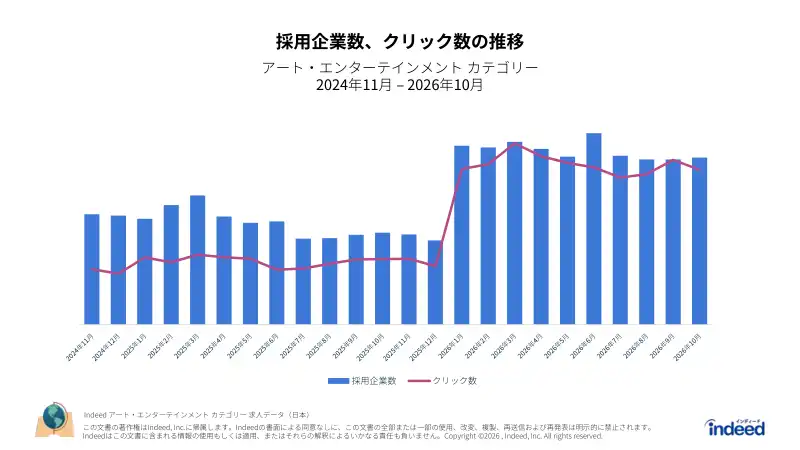 採用企業数、クリック数の推移
アート・エンターテインメント カテゴリー
2024年11月 – 2026年10月
2024年11月
2024年12月
2025年1月
2025年2月
2025年3月
2025年4月
2025年5月
2025年6月
2025年7月
2025年8月
2025年9月
2025年10月
2025年11月
2025年12月
2026年1月
2026年2月
2026年3月
2026年4月
2026年5月
2026年6月
2026年7月
2026年8月
2026年9月
2026年10月
採用企業数 クリック数
Indeed アート・エンターテインメント カテゴリー 求人データ（日本）
この文書の著作権はIndeed, Inc.に帰属します。Indeedの書面による同意なしに、この文書の全部または一部の使用、改変、複製、再送信および再発表は明示的に禁止されます。
Indeedはこの文書に含まれる情報の使用もしくは適用、またはそれらの解釈によるいかなる責任も負いません。Copyright ©2026 , Indeed, Inc. All rights reserved.
インディード
indeed